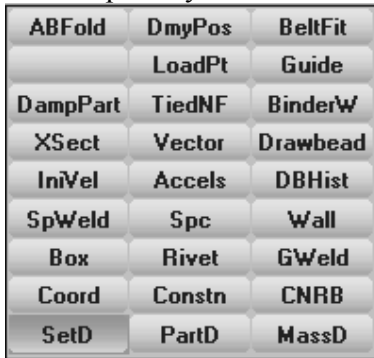 ABFold DmyPos BeltFit
LoadPt Guide
DampPart TiedNF BinderW
XSect Vector Drawbead
IniVel Accels DBHist
SpWeld Spc Wall
Box Rivet GWeld
Coord Constn CNRB
SetD PartD MassD